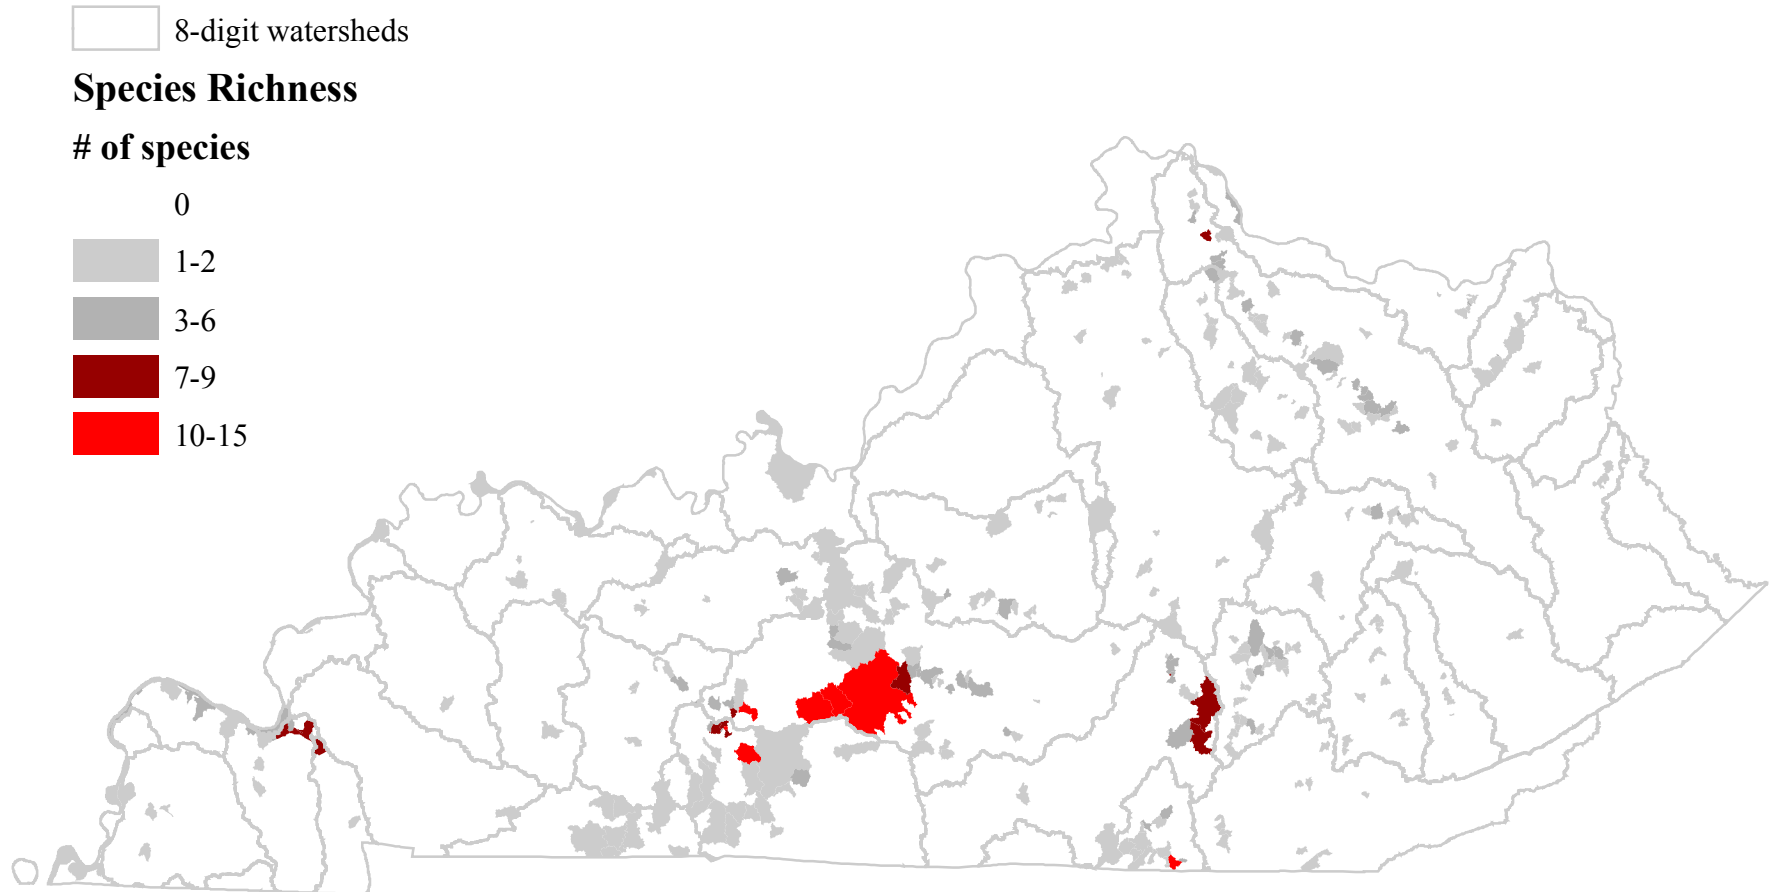 8-digit watersheds
Species Richness
# of species
0
1-2
3-6
7-9
10-15